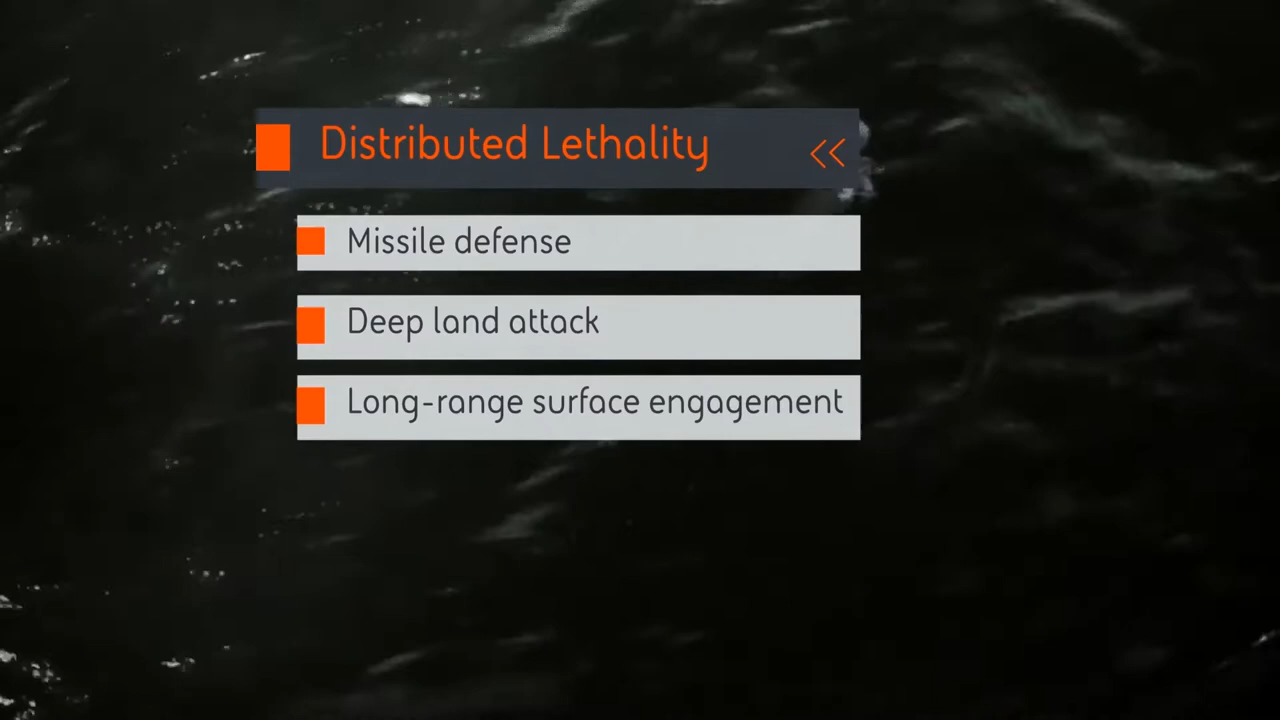 Distributed Lethality
Missile defense
Deep land attack
Long-range surface engagement